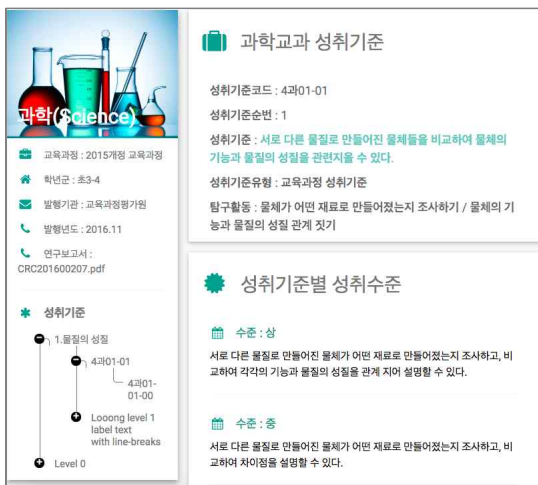 과학(Science)
교육과정 : 2015개정 교육과정
학년군 : 초3-4
발행기관 : 교육과정평가원
발행년도 : 2016.11
연구보고서 :
CRC201600207.pdf
성취기준
1.물질의 성질
4과01-01
4과01-
01-00
Looong level 1
label text
with line-breaks
Level 0
과학교과 성취기준
성취기준코드 : 4과01-01
성취기준순번 : 1
성취기준 : 서로 다른 물질로 만들어진 물체들을 비교하여 물체의
기능과 물질의 성질을 관련지을 수 있다.
성취기준유형 : 교육과정 성취기준
탐구활동 : 물체가 어떤 재료로 만들어졌는지 조사하기 / 물체의 기
능과 물질의 성질 관계 짓기
성취기준별 성취수준
수준 : 상
서로 다른 물질로 만들어진 물체가 어떤 재료로 만들어졌는지 조사하고, 비
교하여 각각의 기능과 물질의 성질을 관계 지어 설명할 수 있다.
수준 : 중
서로 다른 물질로 만들어진 물체가 어떤 재료로 만들어졌는지 조사하고, 비
교하여 차이점을 설명할 수 있다.